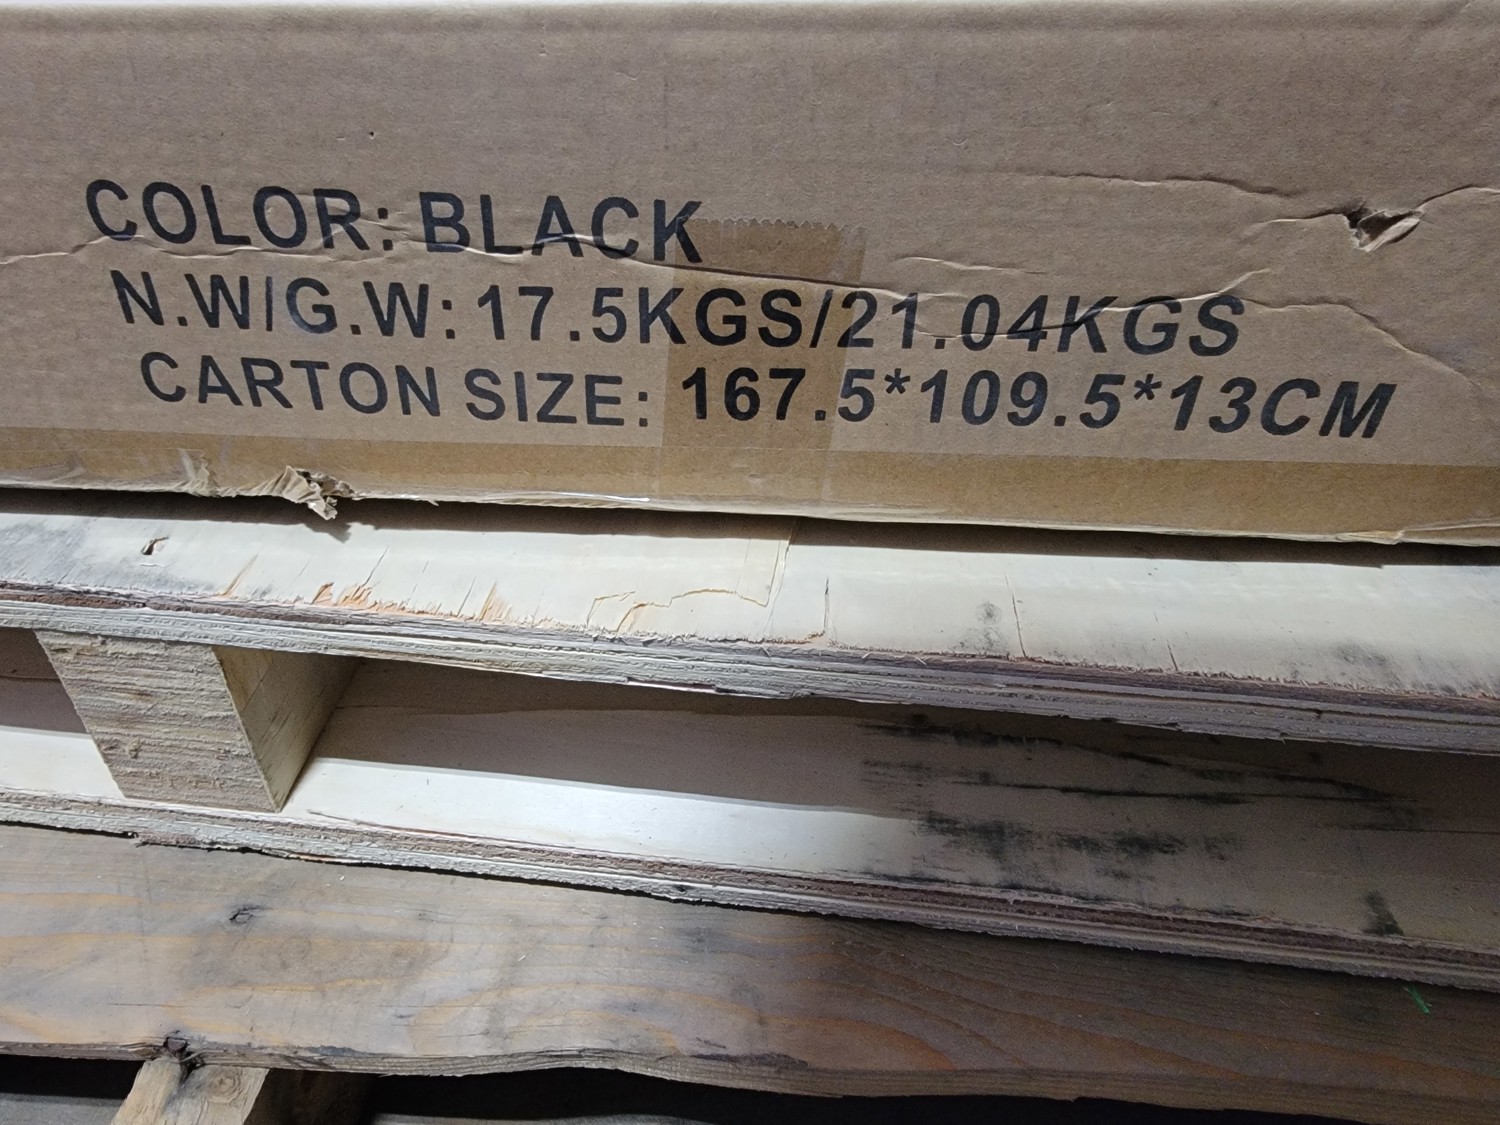 COLOR: BLACK
N.W/G.W: 17.5KGS/21.04KGS
CARTON SIZE: 167.5*109.5*13CM